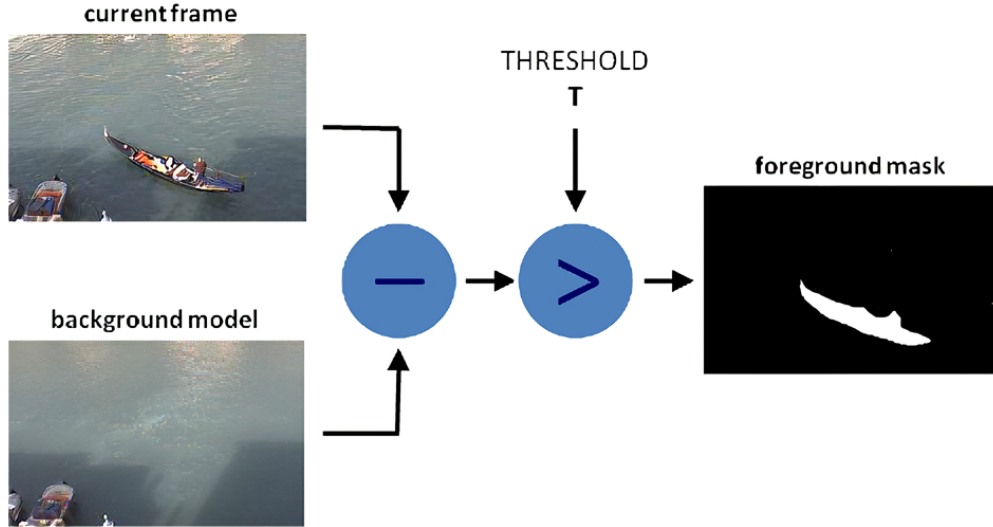 current frame
THRESHOLD
T
foreground mask
−
>
background model